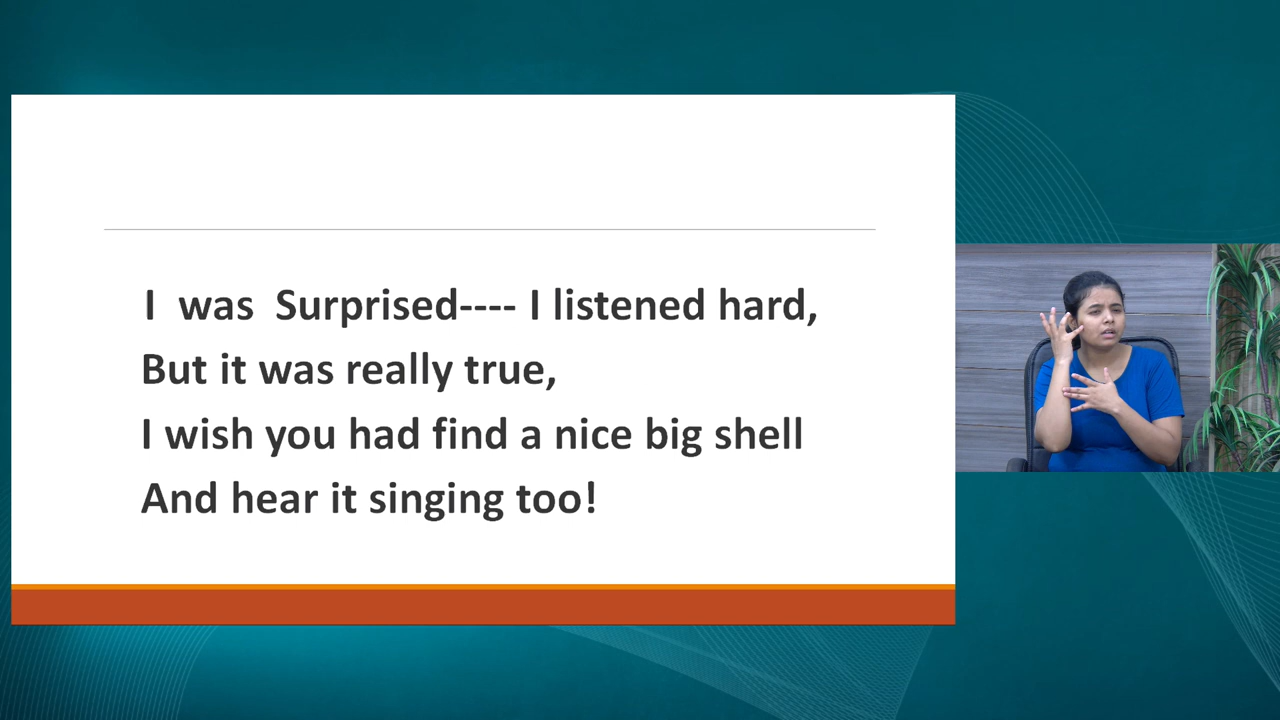 I was Surprised---- I listened hard,
But it was really true,
I wish you had find a nice big shell
And hear it singing too!